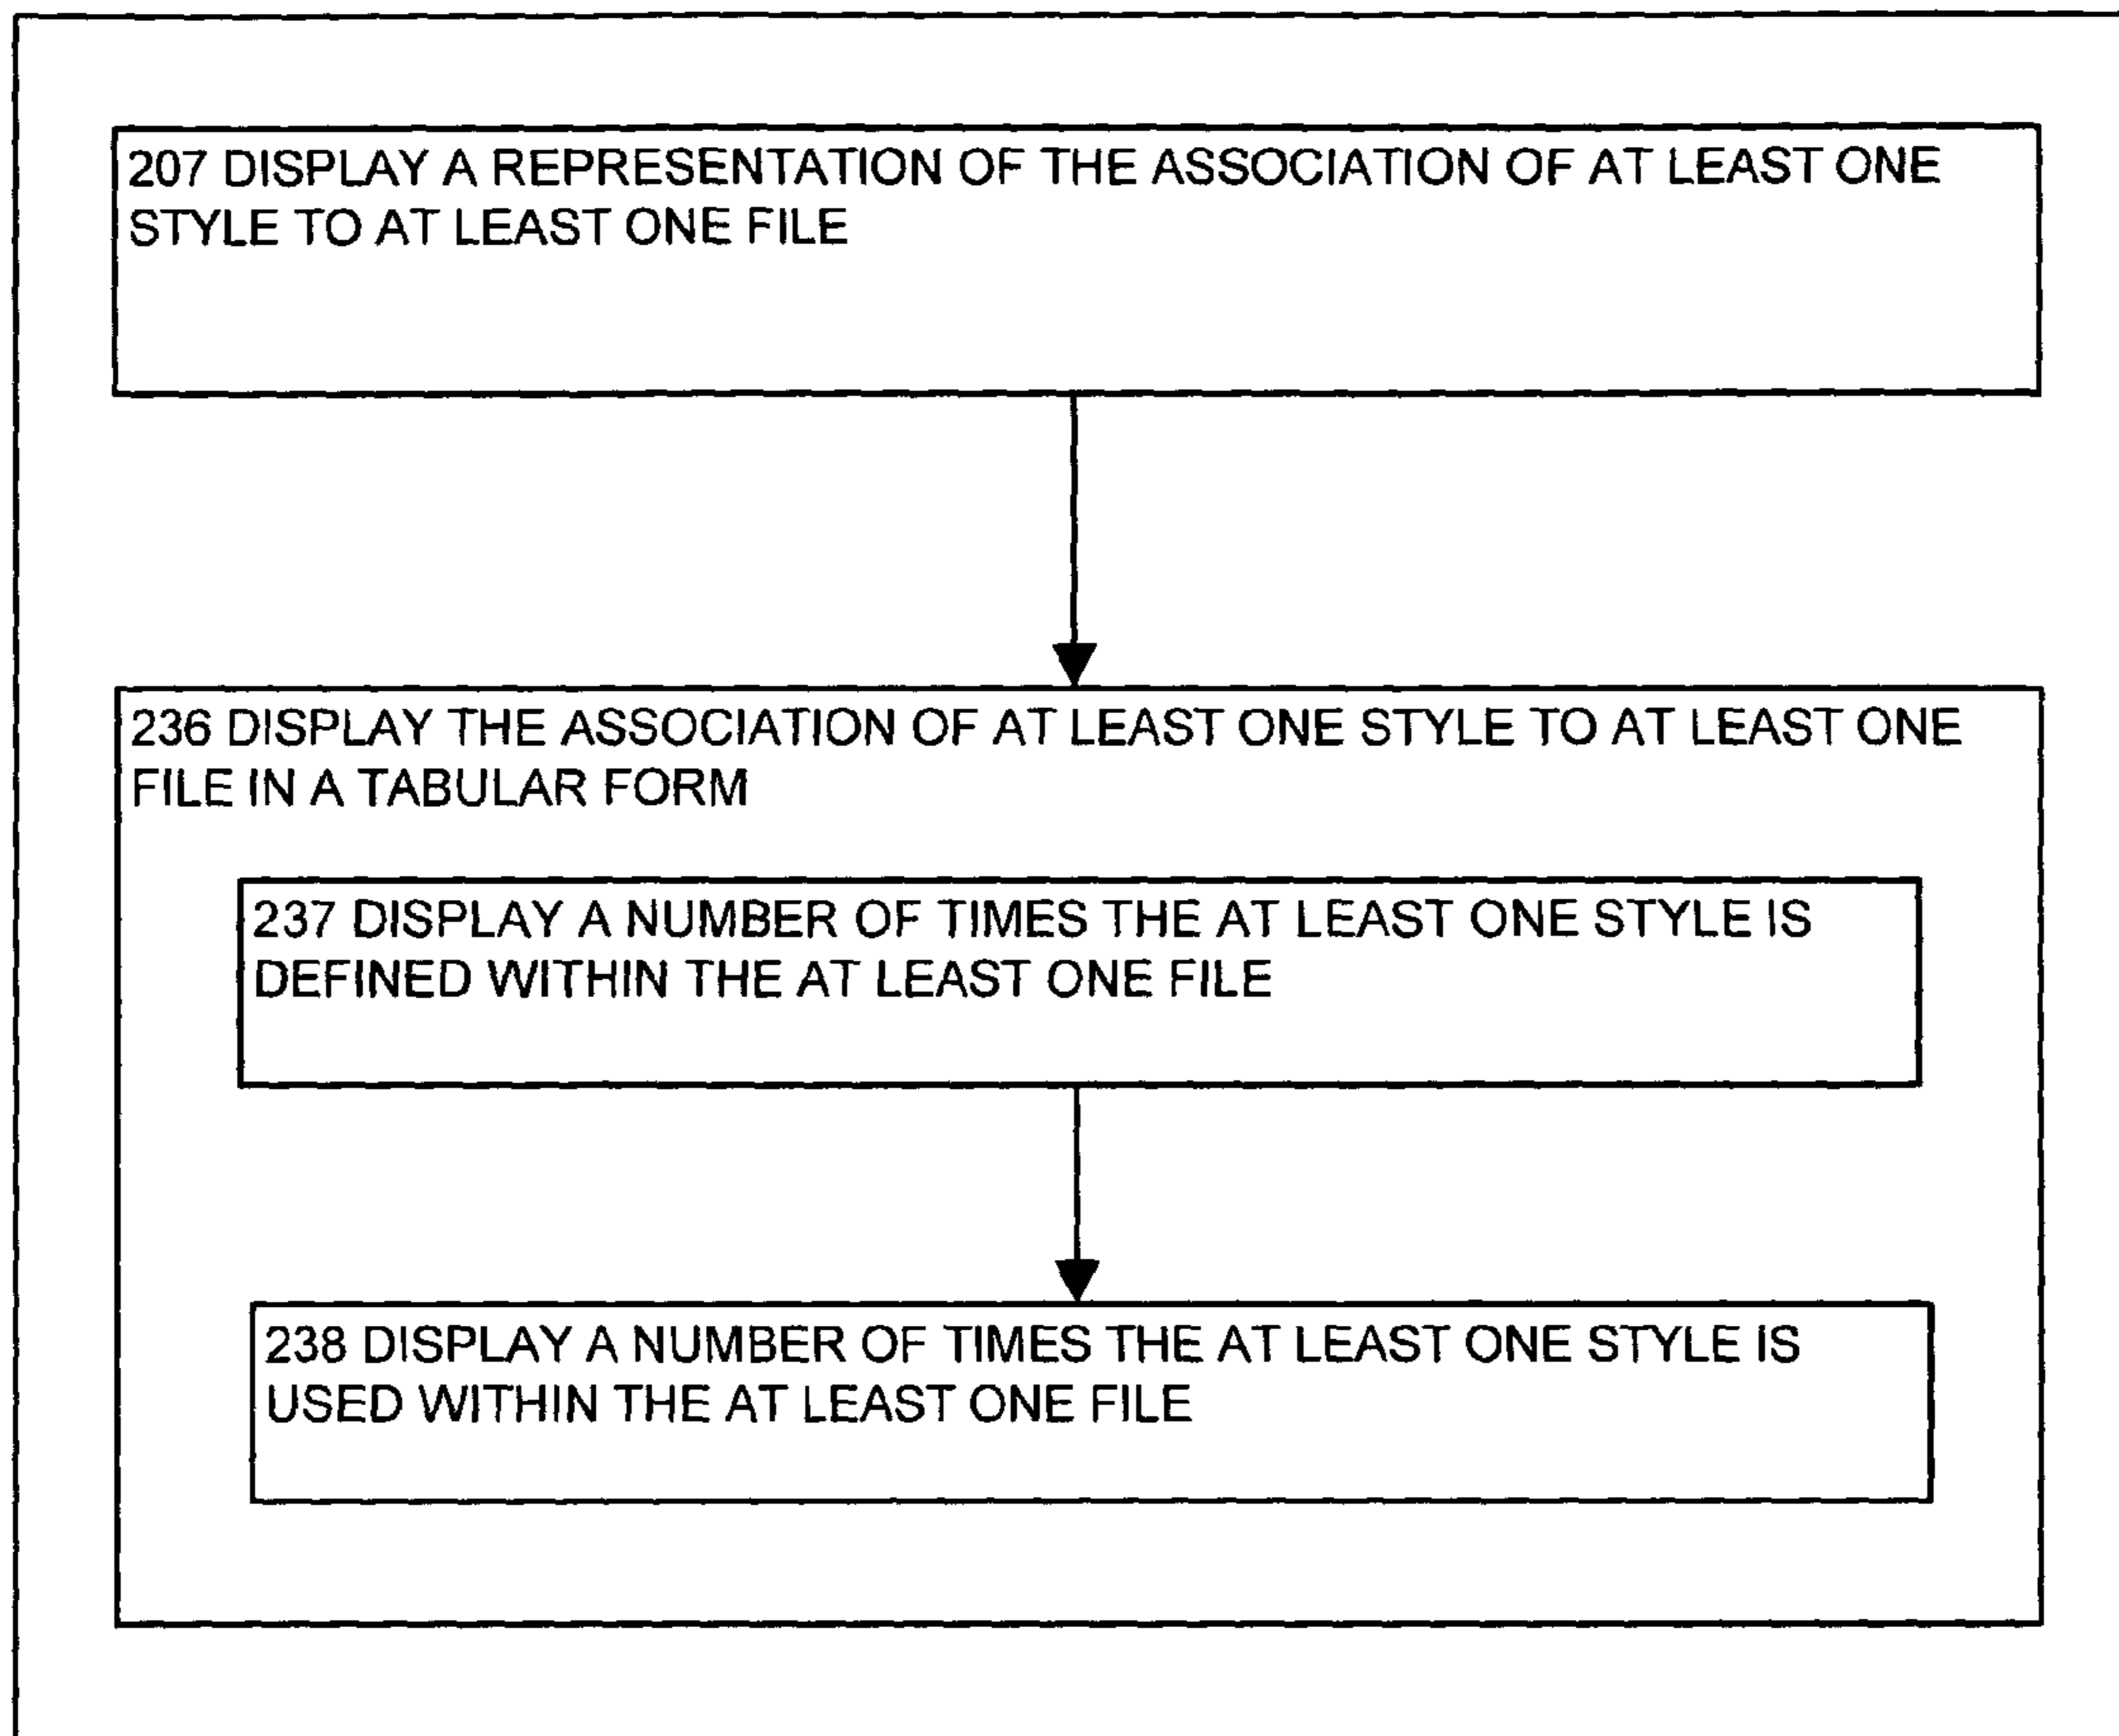 207 DISPLAY A REPRESENTATION OF THE ASSOCIATION OF AT LEAST ONE
STYLE TO AT LEAST ONE FILE
236 DISPLAY THE ASSOCIATION OF AT LEAST ONE STYLE TO AT LEAST ONE
FILE IN A TABULAR FORM
237 DISPLAY A NUMBER OF TIMES THE AT LEAST ONE STYLE IS
DEFINED WITHIN THE AT LEAST ONE FILE
238 DISPLAY A NUMBER OF TIMES THE AT LEAST ONE STYLE IS
USED WITHIN THE AT LEAST ONE FILE